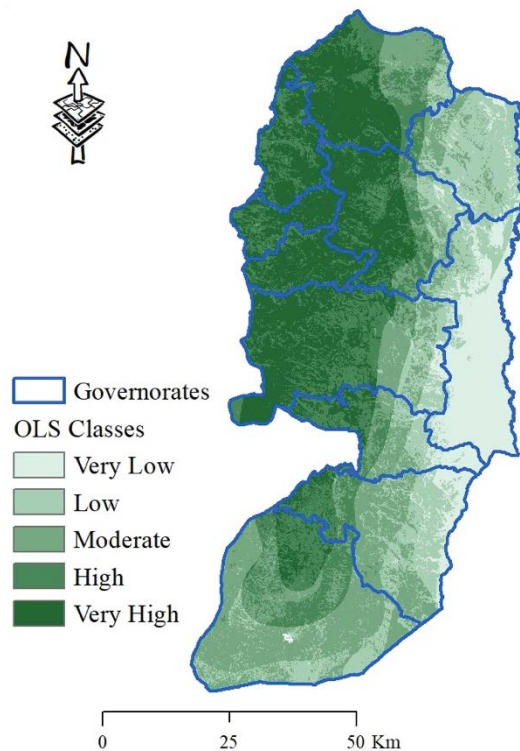 N
Governorates
OLS Classes
Very Low
Low
Moderate
High
Very High
0 25 50 Km